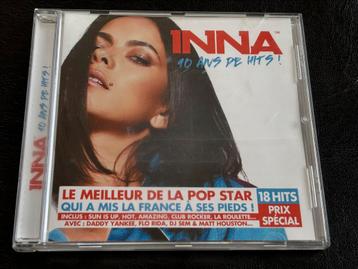 INNA
10 ANS DE HITS !
INNA 10 ANS DE HITS !
LE MEILLEUR DE LA POP STAR
QUI A MIS LA FRANCE À SES PIEDS !
INCLUS : SUN IS UP, HOT, AMAZING, CLUB ROCKER, LA ROULETTE...
AVEC : DADDY YANKEE, FLO RIDA, DJ SEM & MATT HOUSTON...
18 HITS
PRIX
SPÉCIAL